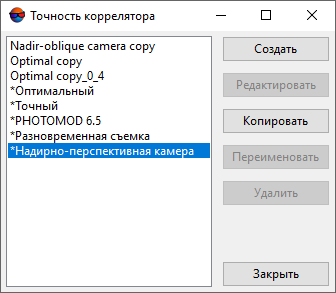 Точность коррелятора
Nadir-oblique camera copy
Optimal copy
Optimal copy_0_4
*Оптимальный
*Точный
*PHOTOMOD 6.5
*Разновременная съемка
*Надирно-перспективная камера
Создать
Редактировать
Копировать
Переименовать
Удалить
Закрыть